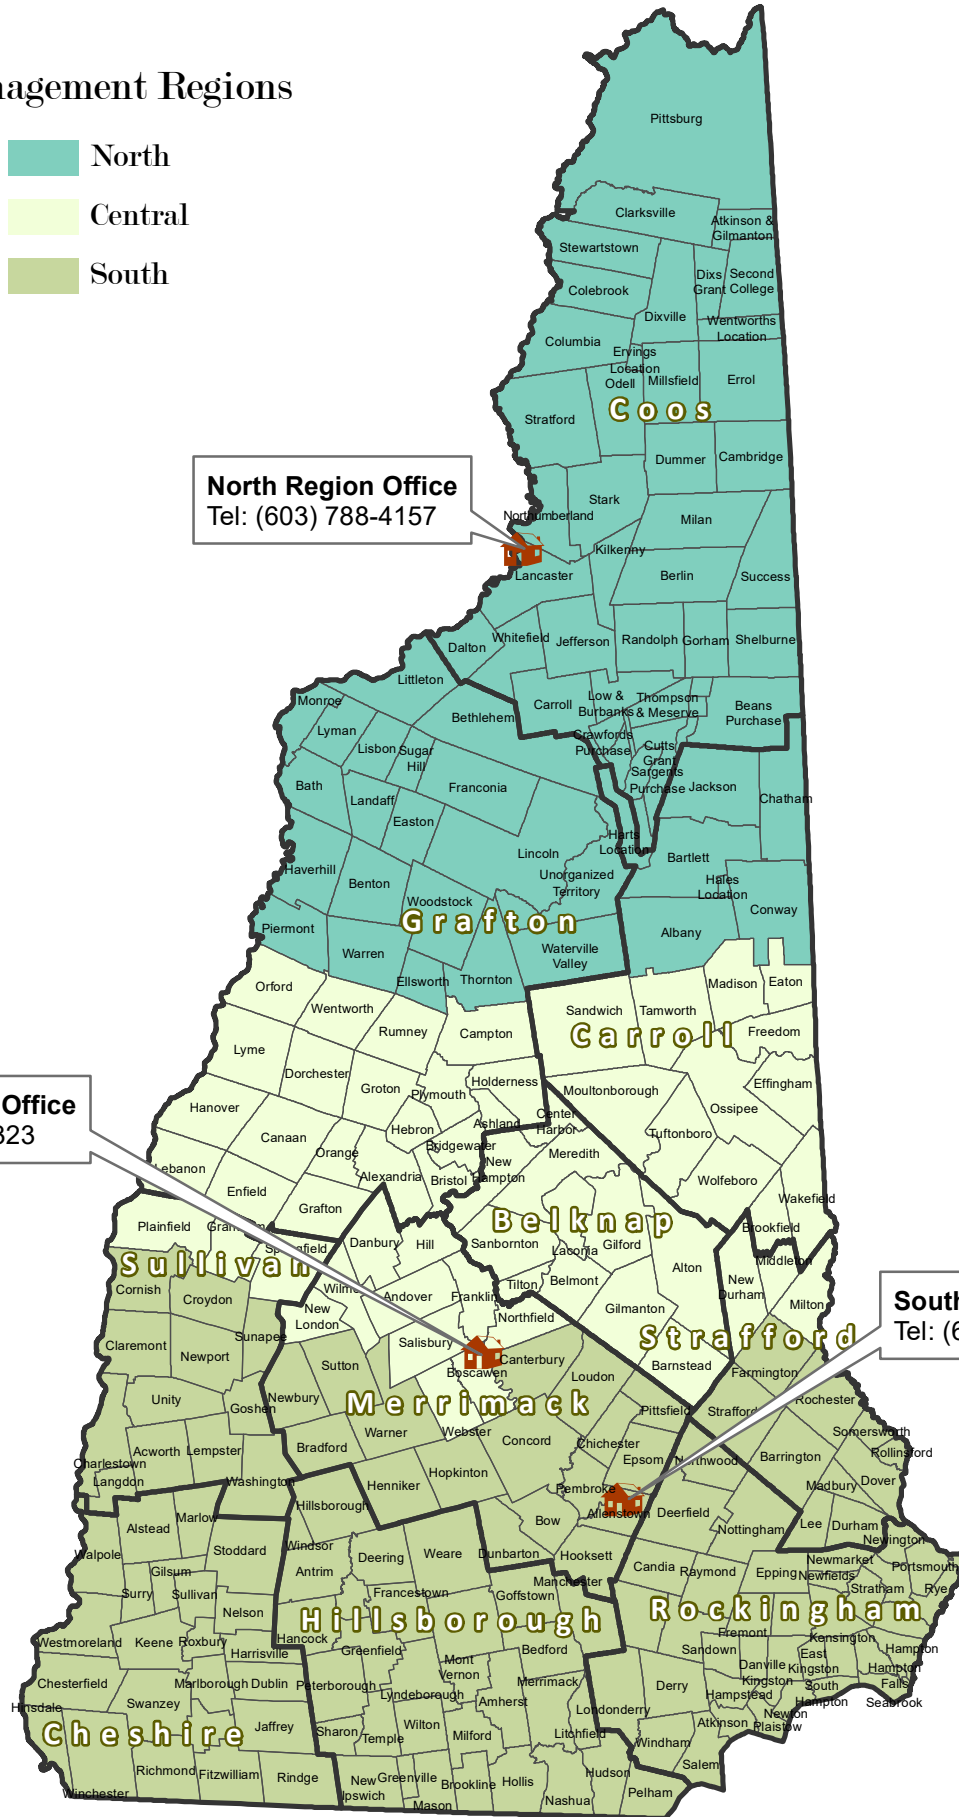 nagement Regions
North
Central
South
Pittsburg
Clarksville
Atkinson &
Gilmanton
Stewartstown
Dixs
Grant
Second
College
Colebrook
Dixville
Wentworths
Location
Columbia
Ervings
Location
Odell
Millsfield
Errol
Coos
Stratford
Dummer
Cambridge
North Region Office
Tel: (603) 788-4157
Stark
Northumberland
Milan
Kilkenny
Lancaster
Berlin
Success
Dalton
Whitefield
Jefferson
Randolph
Gorham
Shelburne
Littleton
Monroe
Carroll
Low &
Burbanks
Thompson
& Meserve
Beans
Purchase
Bethlehem
Lyman
Crawfords
Purchase
Lisbon
Sugar
Hill
Cutts
Grant
Sargents
Purchase
Jackson
Chatham
Bath
Landaff
Franconia
Easton
Harts
Location
Lincoln
Bartlett
Haverhill
Benton
Unorganized
Territory
Hales
Location
Woodstock
Conway
Grafton
Piermont
Albany
Warren
Waterville
Valley
Ellsworth
Thornton
Orford
Madison
Eaton
Wentworth
Sandwich
Tamworth
Rumney
Campton
Carroll
Freedom
Lyme
Dorchester
Groton
Plymouth
Holderness
Moultonborough
Effingham
Office
323
Hanover
Ashland
Center
Harbor
Ossipee
Hebron
Canaan
Tuftonboro
Orange
Bridgewater
Meredith
Lebanon
Alexandria
Bristol
New
Hampton
Wolfeboro
Enfield
Wakefield
Grafton
Plainfield
Grantham
Belknap
Brookfield
Springfield
Danbury
Hill
Sanbornton
Laconia
Gilford
Middleton
Sullivan
Alton
Cornish
Croydon
Wilmot
Andover
Franklin
Tilton
Belmont
New
Durham
Milton
New
London
Northfield
Gilmanton
South
Tel: (6
Claremont
Sunapee
Salisbury
Strafford
Newport
Sutton
Canterbury
Barnstead
Boscawen
Loudon
Farmington
Unity
Goshen
Newbury
Merrimack
Pittsfield
Strafford
Rochester
Warner
Webster
Concord
Chichester
Somersworth
Acworth
Lempster
Bradford
Epsom
Northwood
Barrington
Rollinsford
Charlestown
Langdon
Washington
Hopkinton
Henniker
Pembroke
Madbury
Dover
Hillsborough
Allenstown
Deerfield
Marlow
Bow
Nottingham
Lee
Durham
Alstead
Newington
Walpole
Stoddard
Windsor
Deering
Weare
Dunbarton
Hooksett
Candia
Raymond
Epping
Newmarket
Newfields
Portsmouth
Gilsum
Antrim
Manchester
Surry
Sullivan
Francestown
Goffstown
Stratham
Rye
Nelson
Hillsborough
Rockingham
Westmoreland
Keene
Roxbury
Hancock
Fremont
Kensington
Harrisville
Greenfield
Bedford
Sandown
Hampton
Danville
East
Kingston
Chesterfield
Marlborough
Dublin
Peterborough
Mont
Vernon
Merrimack
Derry
Kingston
Hampton
Falls
Hinsdale
Swanzey
Lyndeborough
Amherst
Londonderry
Hampstead
South
Hampton
Seabrook
Newton
Cheshire
Jaffrey
Sharon
Temple
Wilton
Milford
Litchfield
Atkinson
Plaistow
Windham
Richmond
Fitzwilliam
Rindge
Hudson
Salem
Winchester
New
Ipswich
Greenville
Mason
Brookline
Hollis
Nashua
Pelham